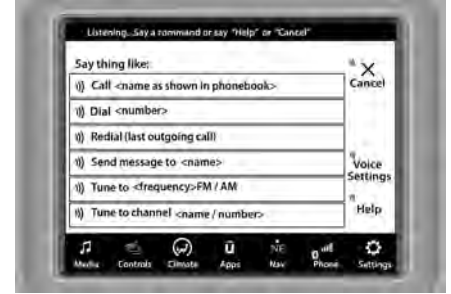 Listening...Say a command or say "Help" or "Cancel"
Say thing like:
Call <name as shown in phonebook>
Cancel
Dial <number>
Redial (last outgoing call)
Send message to <name>
Voice Settings
Tune to <frequency>FM / AM
Tune to channel <name / number>
Help
Media Controls Climate Apps NE Nav Phone Settings